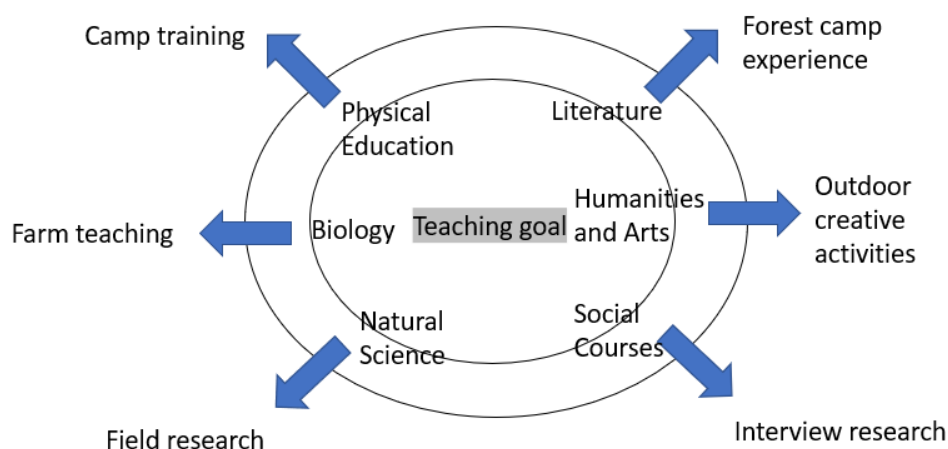 Camp training
Forest camp
experience
Physical
Education
Literature
Farm teaching
Biology
Teaching goal
Humanities
and Arts
Outdoor
creative
activities
Natural
Science
Social
Courses
Field research
Interview research